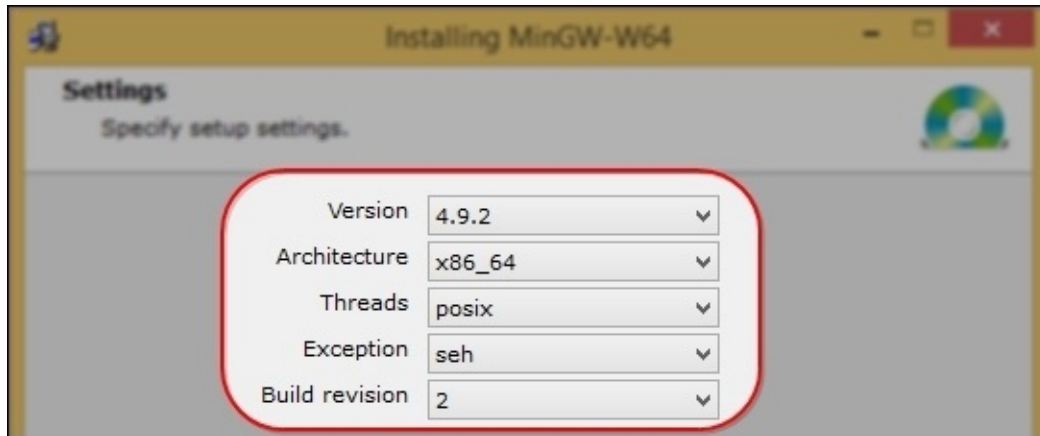 Installing MinGW-W64
Settings
Specify setup settings.
Version 4.9.2
Architecture x86_64
Threads posix
Exception seh
Build revision 2